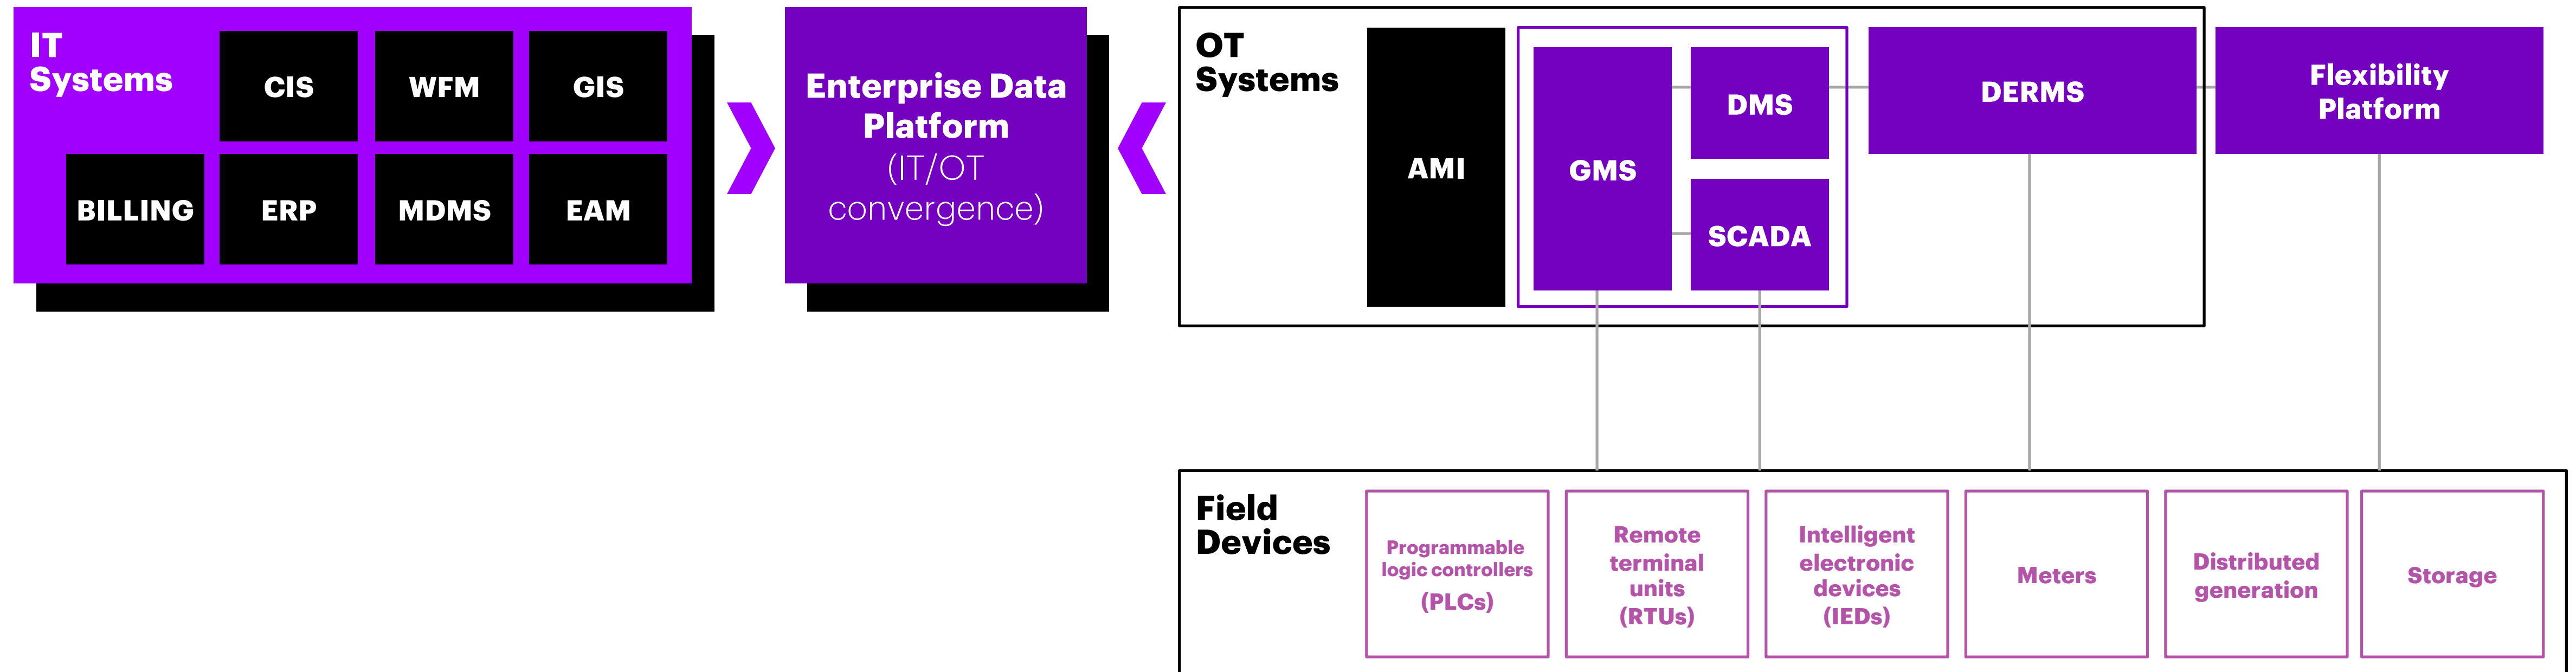 IT
Systems
CIS
WFM
GIS
BILLING
ERP
MDMS
EAM
Enterprise Data
Platform
(IT/OT
convergence)
OT
Systems
AMI
GMS
DMS
SCADA
DERMS
Flexibility
Platform
Field
Devices
Programmable
logic controllers
(PLCs)
Remote
terminal
units
(RTUs)
Intelligent
electronic
devices
(IEDs)
Meters
Distributed
generation
Storage